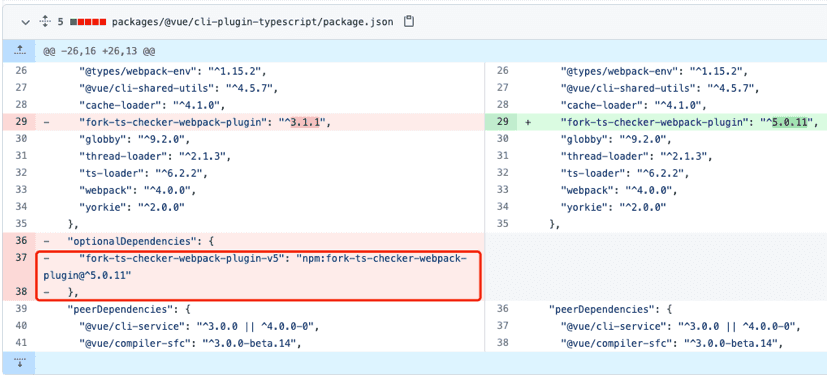 5 packages/@vue/cli-plugin-typescript/package.json
@@ -26,16 +26,13 @@
26 "@types/webpack-env": "^1.15.2",
27 "@vue/cli-shared-utils": "^4.5.7",
28 "cache-loader": "^4.1.0",
29 - "fork-ts-checker-webpack-plugin": "^3.1.1",
30 "globby": "^9.2.0",
31 "thread-loader": "^2.1.3",
32 "ts-loader": "^6.2.2",
33 "webpack": "^4.0.0",
34 "yorkie": "^2.0.0"
35 },
36 - "optionalDependencies": {
37 - "fork-ts-checker-webpack-plugin-v5": "npm:fork-ts-checker-webpack-
plugin@^5.0.11"
38 - },
39 "peerDependencies": {
40 "@vue/cli-service": "^3.0.0 || ^4.0.0-0",
41 "@vue/compiler-sfc": "^3.0.0-beta.14",
26 "@types/webpack-env": "^1.15.2",
27 "@vue/cli-shared-utils": "^4.5.7",
28 "cache-loader": "^4.1.0",
29 + "fork-ts-checker-webpack-plugin": "^5.0.11",
30 "globby": "^9.2.0",
31 "thread-loader": "^2.1.3",
32 "ts-loader": "^6.2.2",
33 "webpack": "^4.0.0",
34 "yorkie": "^2.0.0"
35 },
36 "peerDependencies": {
37 "@vue/cli-service": "^3.0.0 || ^4.0.0-0",
38 "@vue/compiler-sfc": "^3.0.0-beta.14",